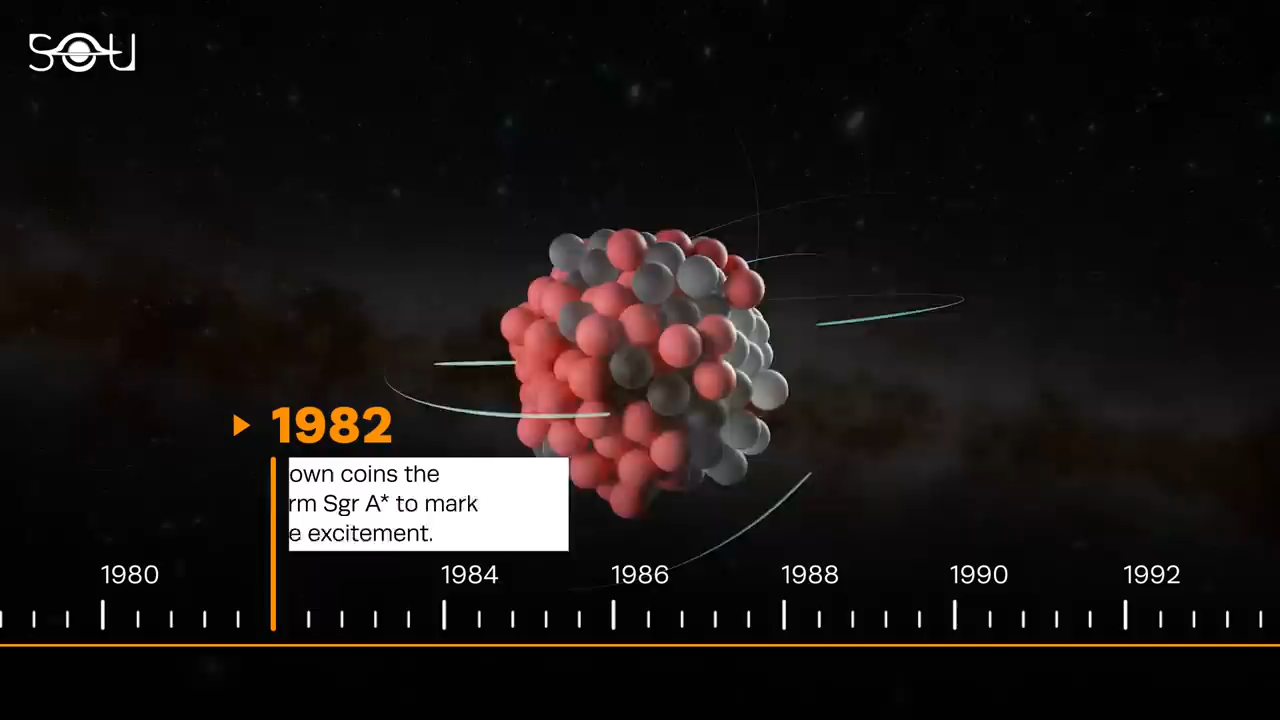 SOU
1982
own coins the
rm Sgr A* to mark
e excitement.
1980
1984
1986
1988
1990
1992